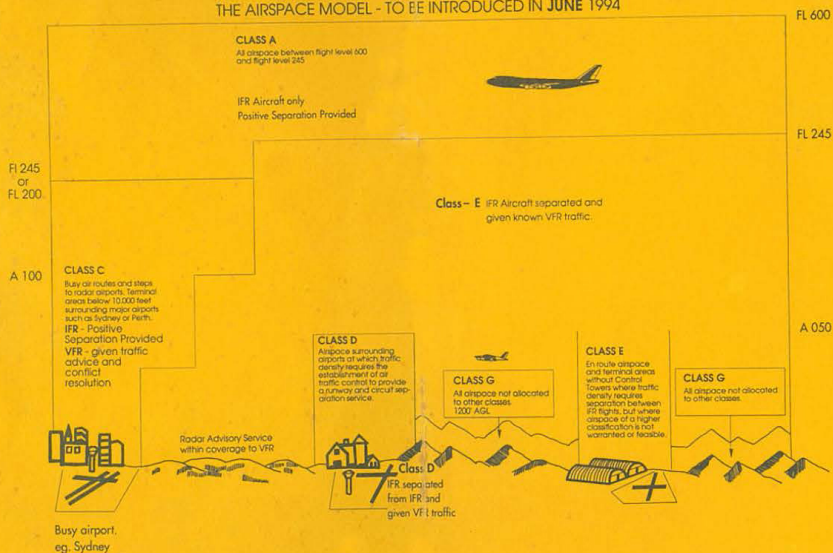 THE AIRSPACE MODEL - TO BE INTRODUCED IN JUNE 1994
FL 600
CLASS A
All airspace between flight level 600
and flight level 245
IFR Aircraft only
Positive Separation Provided
FL 245
Fl 245
or
FL 200
Class - E IFR Aircraft separated and
given known VFR traffic.
A 100
CLASS C
Busy air routes and steps
to radar airports. Terminal
areas below 10,000 feet
surrounding major airports
such as Sydney or Perth.
IFR - Positive
Separation Provided
VFR - given traffic
advice and
conflict
resolution
A 050
CLASS D
Airspace surrounding
airports at which traffic
density requires the
establishment of air
traffic control to provide
a runway and circuit sep-
aration service.
CLASS G
All airspace not allocated
to other classes.
1200' AGL
CLASS E
En route airspace
and terminal areas
without Control
Towers where traffic
density requires
separation between
IFR flights, but where
airspace of a higher
classification is not
warranted or feasible.
CLASS G
All airspace not allocated
to other classes.
Radar Advisory Service
within coverage to VFR
Class D
IFR separated
from IFR and
given VFR traffic
Busy airport,
eg. Sydney